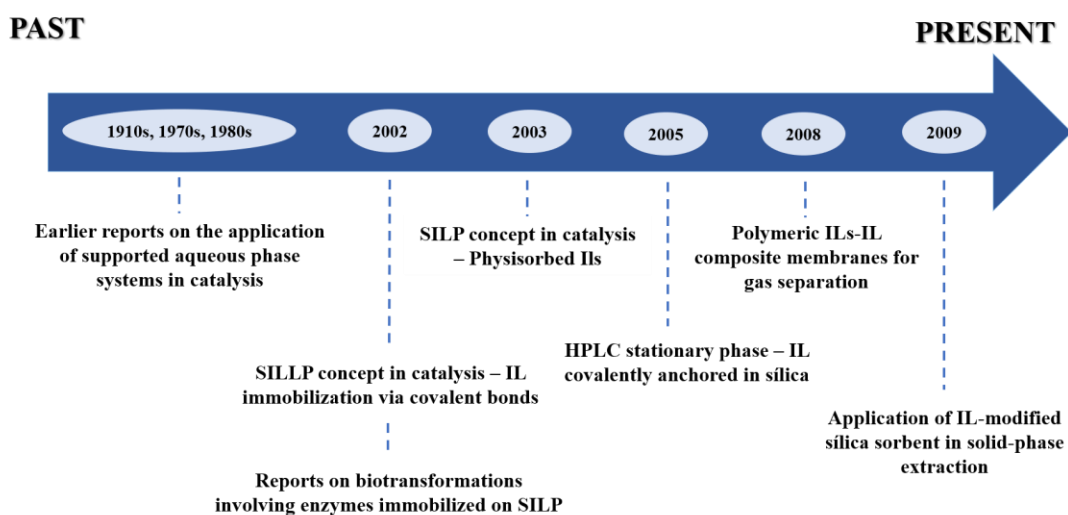 PAST
PRESENT
1910s, 1970s, 1980s
2002
2003
2005
2008
2009
Earlier reports on the application
of supported aqueous phase
systems in catalysis
SILLP concept in catalysis – IL
immobilization via covalent bonds
Reports on biotransformations
involving enzymes immobilized on SILP
SILP concept in catalysis
– Physisorbed Ils
HPLC stationary phase – IL
covalently anchored in sílica
Polymeric ILs-IL
composite membranes for
gas separation
Application of IL-modified
sílica sorbent in solid-phase
extraction